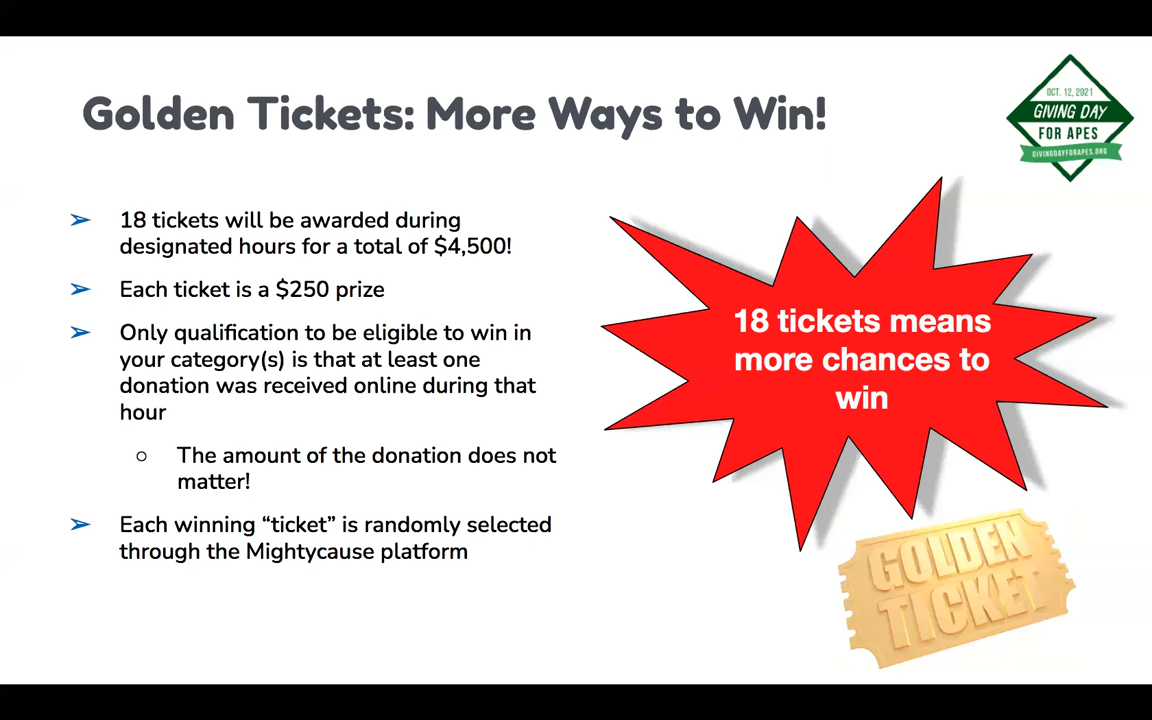 Golden Tickets: More Ways to Win!
OCT. 12, 2021
GIVING DAY
FOR APES
GIVINGDAYFORAPES.ORG
➢ 18 tickets will be awarded during
designated hours for a total of $4,500!
➢ Each ticket is a $250 prize
➢ Only qualification to be eligible to win in
your category(s) is that at least one
donation was received online during that
hour
○ The amount of the donation does not
matter!
➢ Each winning “ticket” is randomly selected
through the Mightycause platform
18 tickets means
more chances to
win
GOLDEN
TICKET